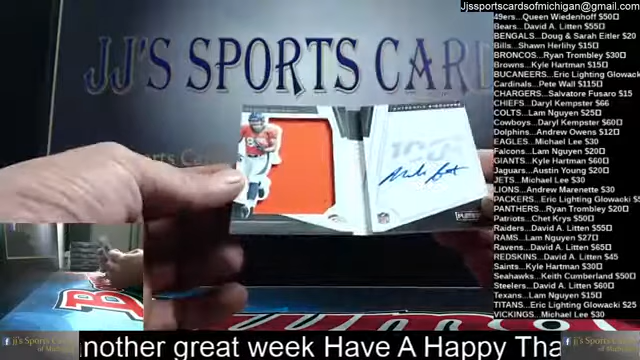 Jjssportscardsofmichigan@gmail.com
JJ'S SPORTS CARD
49ers...Queen Wiedenhoff $50
Bears...David A. Litten $55
BENGALS...Doug & Sarah Eitler $20
Bills...Shawn Herlihy $15
BRONCOS...Ryan Trombley $30
Browns...Kyle Hartman $15
BUCANEERS...Eric Lighting Glowacki
Cardinals...Pete Wall $115
CHARGERS...Salvatore Fusaro $15
CHIEFS...Daryl Kempster $66
COLTS...Lam Nguyen $25
Cowboys...Daryl Kempster $60
Dolphins...Andrew Owens $12
EAGLES...Michael Lee $30
Falcons...Lam Nguyen $20
GIANTS...Kyle Hartman $60
Jaguars...Austin Young $20
JETS...Michael Lee $30
LIONS...Andrew Marenette $30
PACKERS...Eric Lighting Glowacki $
PANTHERS...Ryan Trombley $20
Patriots...Chet Krys $50
Raiders...David A. Litten $55
RAMS...Lam Nguyen $27
Ravens...David A. Litten $65
REDSKINS...David A. Litten $45
Saints...Kyle Hartman $30
Seahawks...Keith Cumberland $50
Steelers...David A. Litten $60
Texans...Lam Nguyen $15
TITANS...Eric Lighting Glowacki $25
VICKINGS...Michael Lee $30
jj's Sports Cards
nother great week Have A Happy Tha
jj's Sports Cards